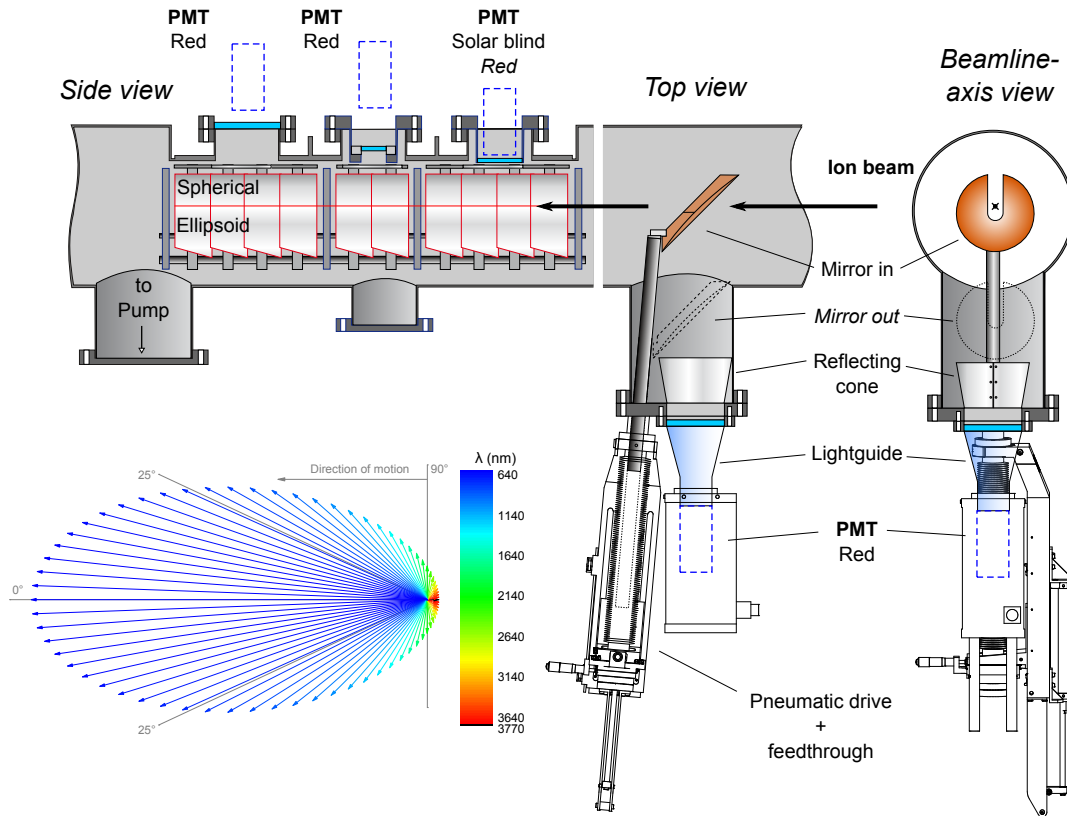 PMT
Red
PMT
Red
PMT
Solar blind
Red
Side view
Top view
Beamline-
axis view
Spherical
Ellipsoid
Ion beam
to
Pump
Mirror in
Mirror out
Reflecting
cone
Lightguide
PMT
Red
Pneumatic drive
+
feedthrough
λ (nm)
Direction of motion
90°
25°
0°
25°
640
1140
1640
2140
2640
3140
3640
3770